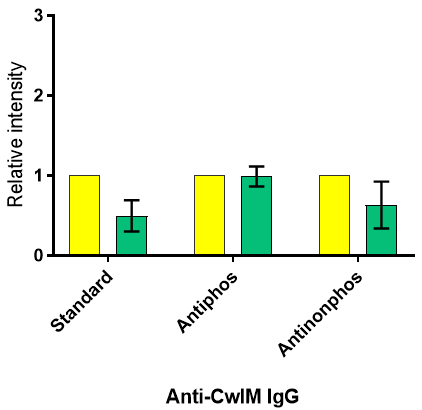 3
2
1
0
Relative intensity
Standard
Antiphos
Antinonphos
Anti-CwlM IgG